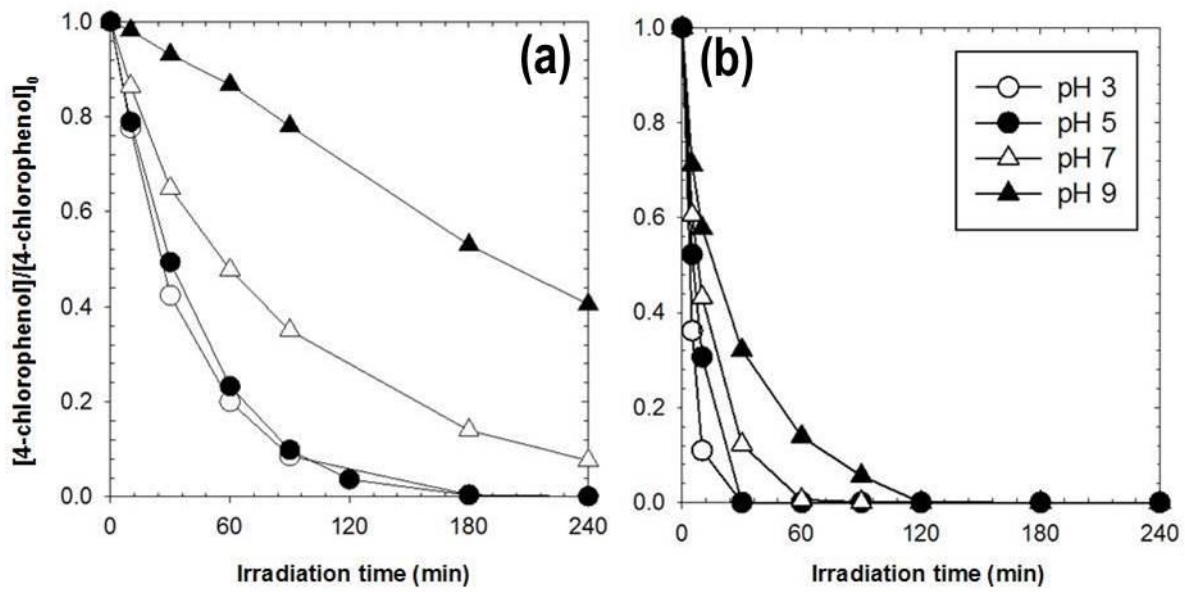 [4-chlorophenol]/[4-chlorophenol]0
1.0
0.8
0.6
0.4
0.2
0.0
(a)
0 60 120 180 240
Irradiation time (min)
1.0
0.8
0.6
0.4
0.2
0.0
(b)
pH 3
pH 5
pH 7
pH 9
0 60 120 180 240
Irradiation time (min)